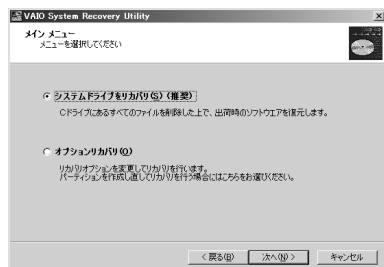 VAIO System Recovery Utility
メイン メニュー
メニューを選択してください
システムドライブをリカバリ(S) (推奨)
Cドライブにあるすべてのファイルを削除した上で、出荷時のソフトウエアを復元します。
オプションリカバリ(O)
リカバリオプションを変更してリカバリを行います。
パーティションを作成し直してリカバリを行う場合にはこちらをお選びください。
< 戻る(B) 次へ(N) > キャンセル